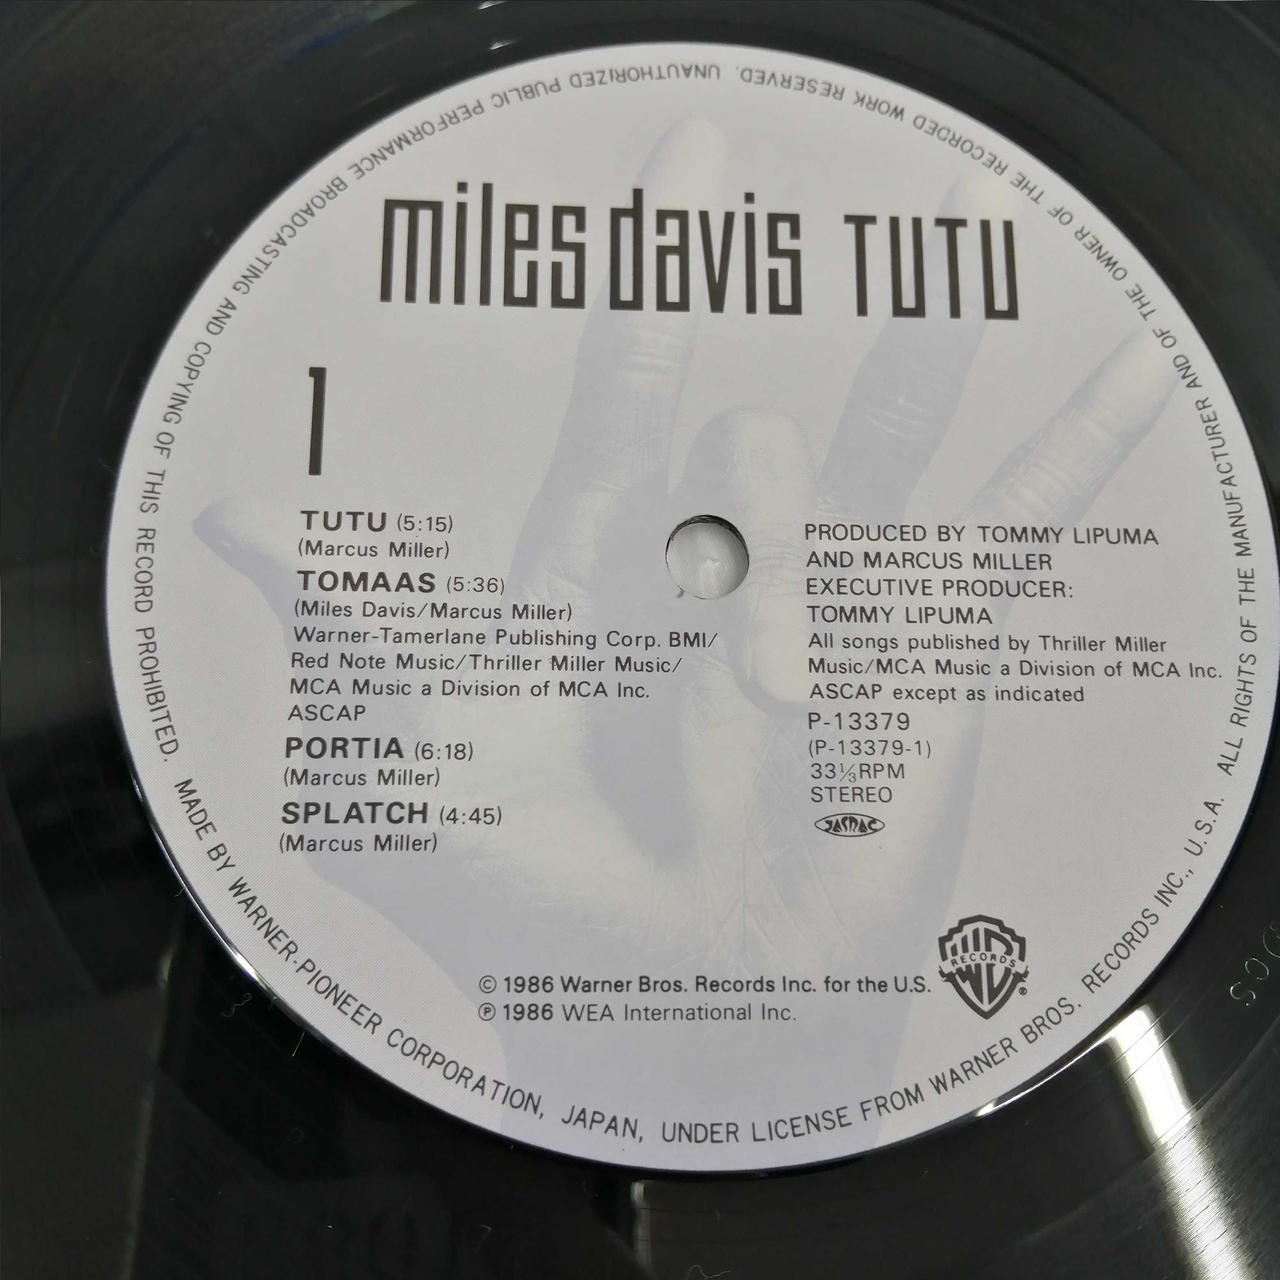 miles davis TUTU
1
TUTU (5:15)
(Marcus Miller)
TOMAAS (5:36)
(Miles Davis/Marcus Miller)
Warner-Tamerlane Publishing Corp. BMI/
Red Note Music/Thriller Miller Music/
MCA Music a Division of MCA Inc.
ASCAP
PORTIA (6:18)
(Marcus Miller)
SPLATCH (4:45)
(Marcus Miller)
PRODUCED BY TOMMY LIPUMA
AND MARCUS MILLER
EXECUTIVE PRODUCER:
TOMMY LIPUMA
All songs published by Thriller Miller
Music/MCA Music a Division of MCA Inc.
ASCAP except as indicated
P-13379
(P-13379-1)
33⅓RPM
STEREO
JASRAC
© 1986 Warner Bros. Records Inc. for the U.S.
℗ 1986 WEA International Inc.
WB RECORDS ®
MADE BY WARNER-PIONEER CORPORATION, JAPAN, UNDER LICENSE FROM WARNER BROS. RECORDS INC., U.S.A. ALL RIGHTS OF THE MANUFACTURER AND OF THE OWNER OF THE RECORDED WORK RESERVED. UNAUTHORIZED PUBLIC PERFORMANCE BROADCASTING AND COPYING OF THIS RECORD PROHIBITED.